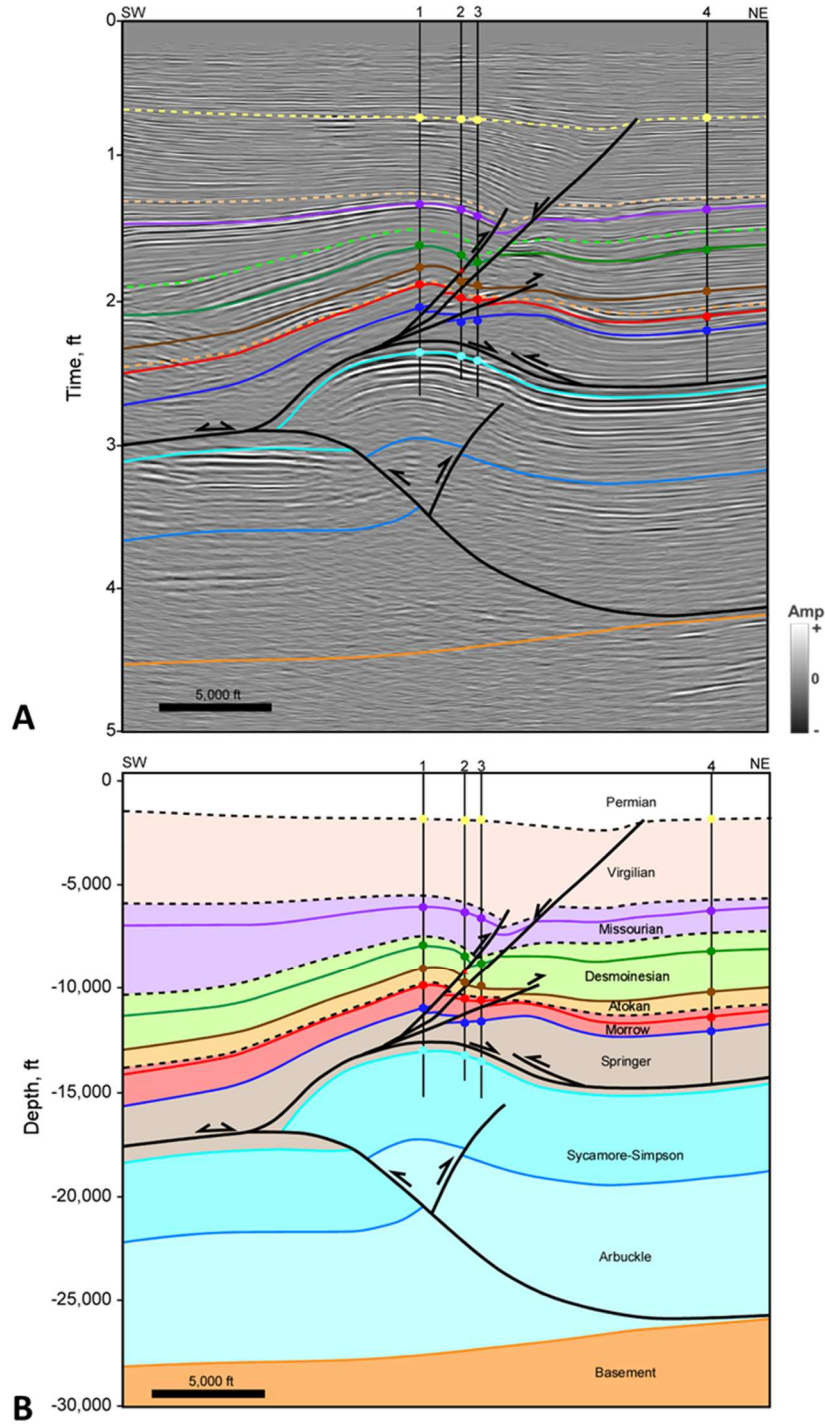 SW 1 2 3 4 NE
0
1
2
3
4
5
Time, ft
5,000 ft
A
Amp
+
0
-
SW 1 2 3 4 NE
0
-5,000
-10,000
-15,000
-20,000
-25,000
-30,000
Depth, ft
Permian
Virgilian
Missourian
Desmoinesian
Atokan
Morrow
Springer
Sycamore-Simpson
Arbuckle
Basement
5,000 ft
B